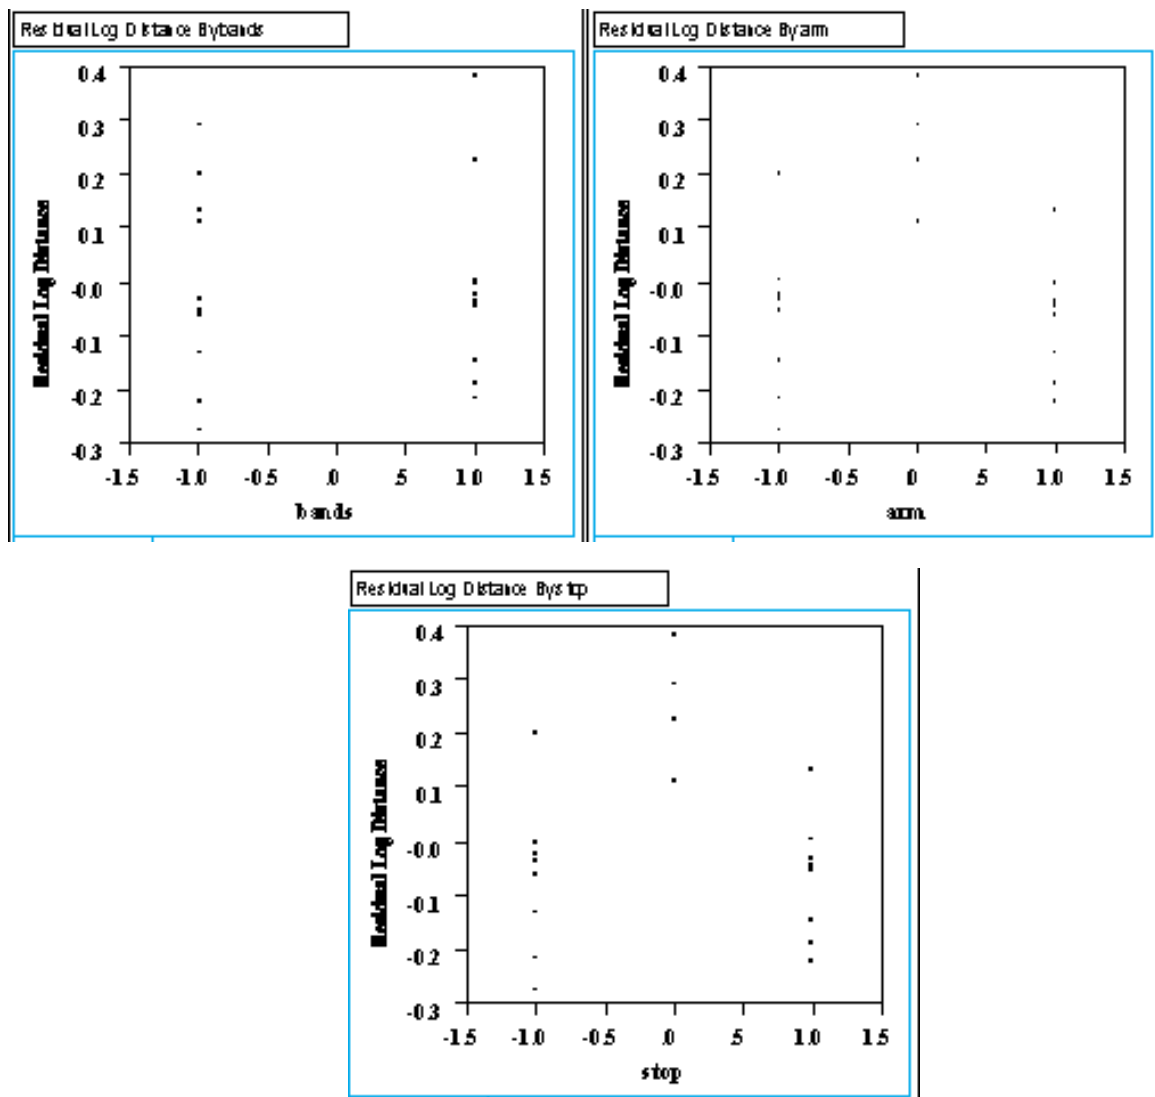 Residual Log Distance By bands
0.4
0.3
0.2
0.1
-0.0
-0.1
-0.2
-0.3
Residual Log Distance
-1.5 -1.0 -0.5 .0 .5 1.0 1.5
bands
Residual Log Distance By arm
0.4
0.3
0.2
0.1
-0.0
-0.1
-0.2
-0.3
Residual Log Distance
-1.5 -1.0 -0.5 0 .5 1.0 1.5
arm
Residual Log Distance By stop
0.4
0.3
0.2
0.1
-0.0
-0.1
-0.2
-0.3
Residual Log Distance
-1.5 -1.0 -0.5 .0 .5 1.0 1.5
stop